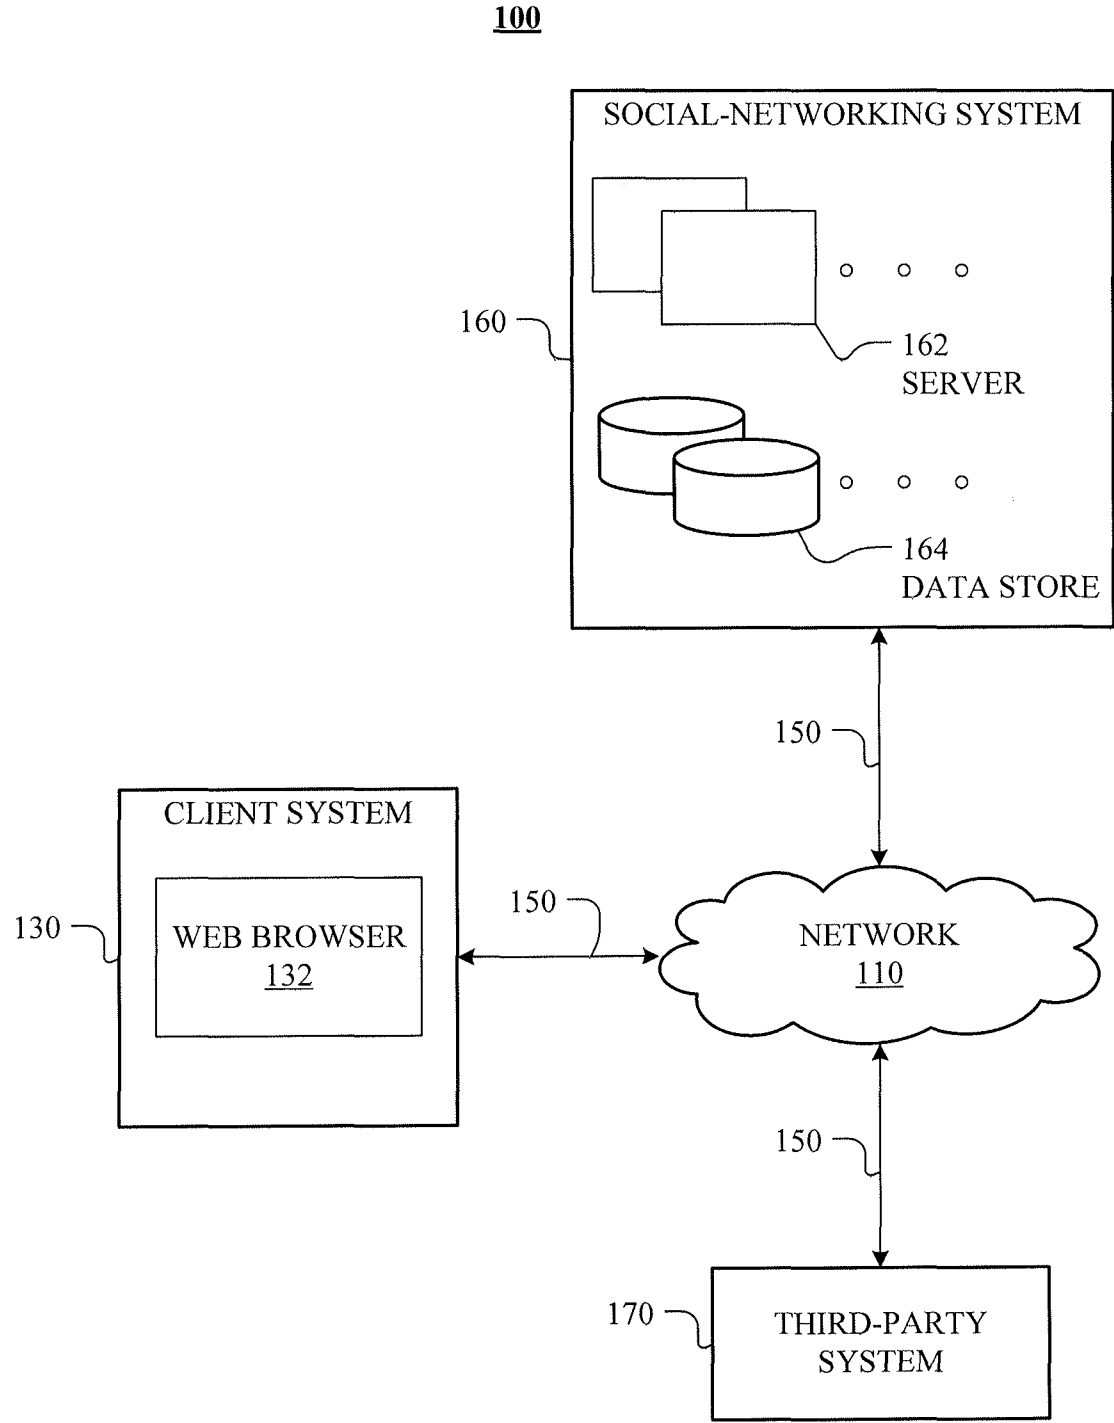 100
SOCIAL-NETWORKING SYSTEM
160
162
SERVER
164
DATA STORE
150
CLIENT SYSTEM
130
WEB BROWSER
132
150
NETWORK
110
150
170
THIRD-PARTY
SYSTEM